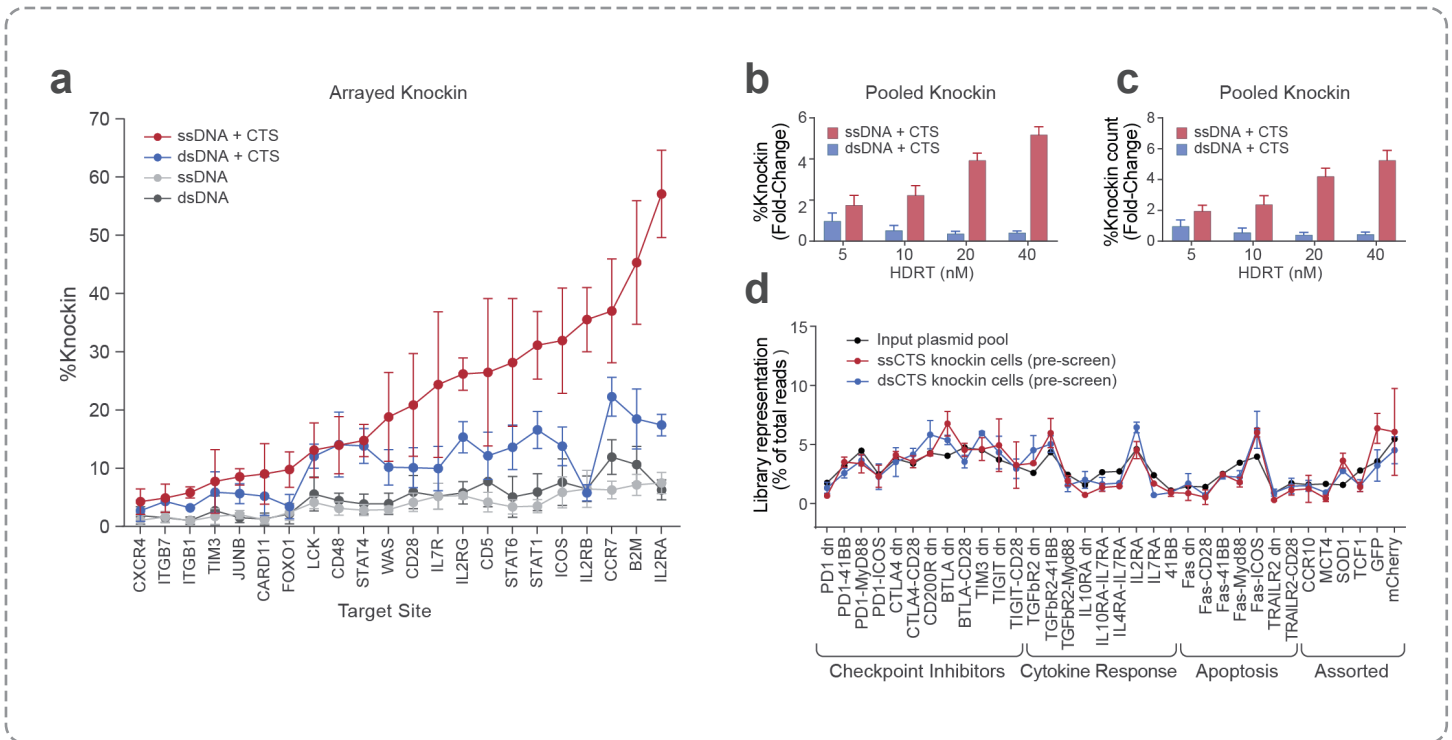 a
Arrayed Knockin
%Knockin
70
60
50
40
30
20
10
0
ssDNA + CTS
dsDNA + CTS
ssDNA
dsDNA
CXCR4
ITGB7
ITGB1
TIM3
JUNB
CARD11
FOXO1
LCK
CD48
STAT4
WAS
CD28
IL7R
IL2RG
CD5
STAT6
STAT1
ICOS
IL2RB
CCR7
B2M
IL2RA
Target Site
b
Pooled Knockin
%Knockin
(Fold-Change)
6
4
2
0
ssDNA + CTS
dsDNA + CTS
5
10
20
40
HDRT (nM)
c
Pooled Knockin
%Knockin count
(Fold-Change)
8
6
4
2
0
ssDNA + CTS
dsDNA + CTS
5
10
20
40
HDRT (nM)
d
Library representation
(% of total reads )
15
10
5
0
Input plasmid pool
ssCTS knockin cells (pre-screen)
dsCTS knockin cells (pre-screen)
PD1 dn
PD1-41BB
PD1-MyD88
PD1-ICOS
CTLA4 dn
CTLA4-CD28
CD200R dn
BTLA dn
BTLA-CD28
TIM3 dn
TIGIT dn
TIGIT-CD28
TGFbR2 dn
TGFbR2-41BB
TGFbR2-Myd88
IL10RA dn
IL10RA-IL7RA
IL4RA-IL7RA
IL2RA
IL7RA
41BB
Fas dn
Fas-CD28
Fas-41BB
Fas-Myd88
Fas-ICOS
TRAILR2 dn
TRAILR2-CD28
CCR10
MCT4
SOD1
TCF1
GFP
mCherry
Checkpoint Inhibitors
Cytokine Response
Apoptosis
Assorted